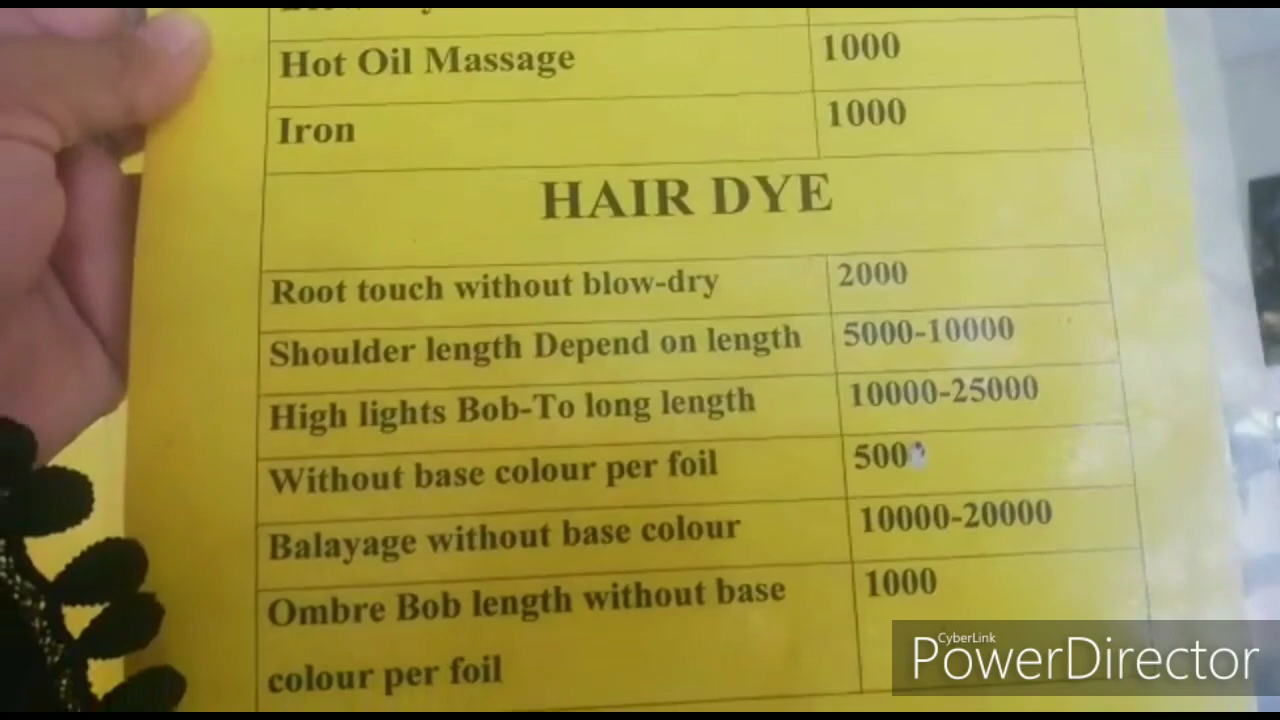 Hot Oil Massage 1000
Iron 1000
HAIR DYE
Root touch without blow-dry 2000
Shoulder length Depend on length 5000-10000
High lights Bob-To long length 10000-25000
Without base colour per foil 500
Balayage without base colour 10000-20000
Ombre Bob length without base 1000
colour per foil
CyberLink
PowerDirector